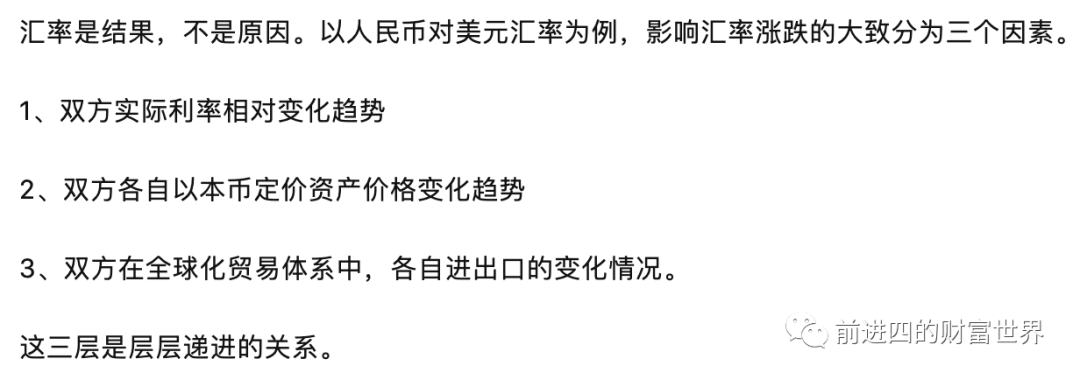 汇率是结果，不是原因。以人民币对美元汇率为例，影响汇率涨跌的大致分为三个因素。
1、双方实际利率相对变化趋势
2、双方各自以本币定价资产价格变化趋势
3、双方在全球化贸易体系中，各自进出口的变化情况。
这三层是层层递进的关系。
前进四的财富世界